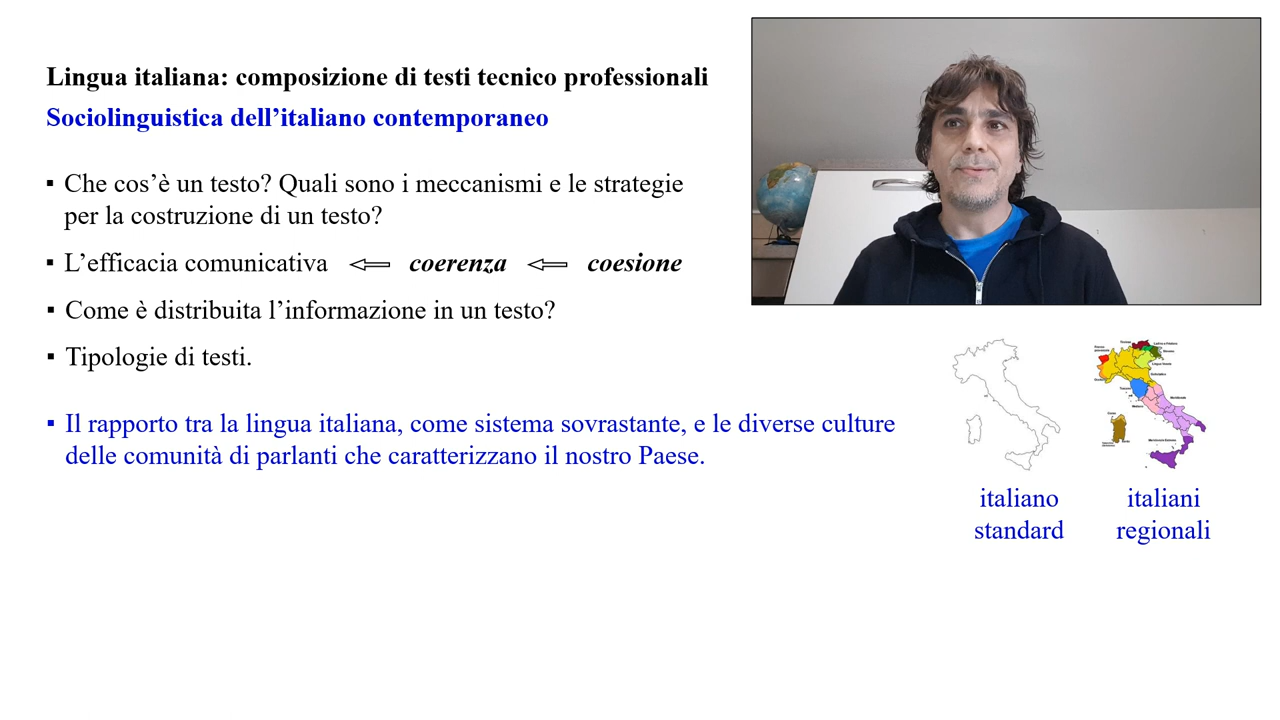 Lingua italiana: composizione di testi tecnico professionali
Sociolinguistica dell’italiano contemporaneo
▪ Che cos’è un testo? Quali sono i meccanismi e le strategie
per la costruzione di un testo?
▪ L’efficacia comunicativa ⇐ coerenza ⇐ coesione
▪ Come è distribuita l’informazione in un testo?
▪ Tipologie di testi.
▪ Il rapporto tra la lingua italiana, come sistema sovrastante, e le diverse culture
delle comunità di parlanti che caratterizzano il nostro Paese.
italiano
standard
italiani
regionali